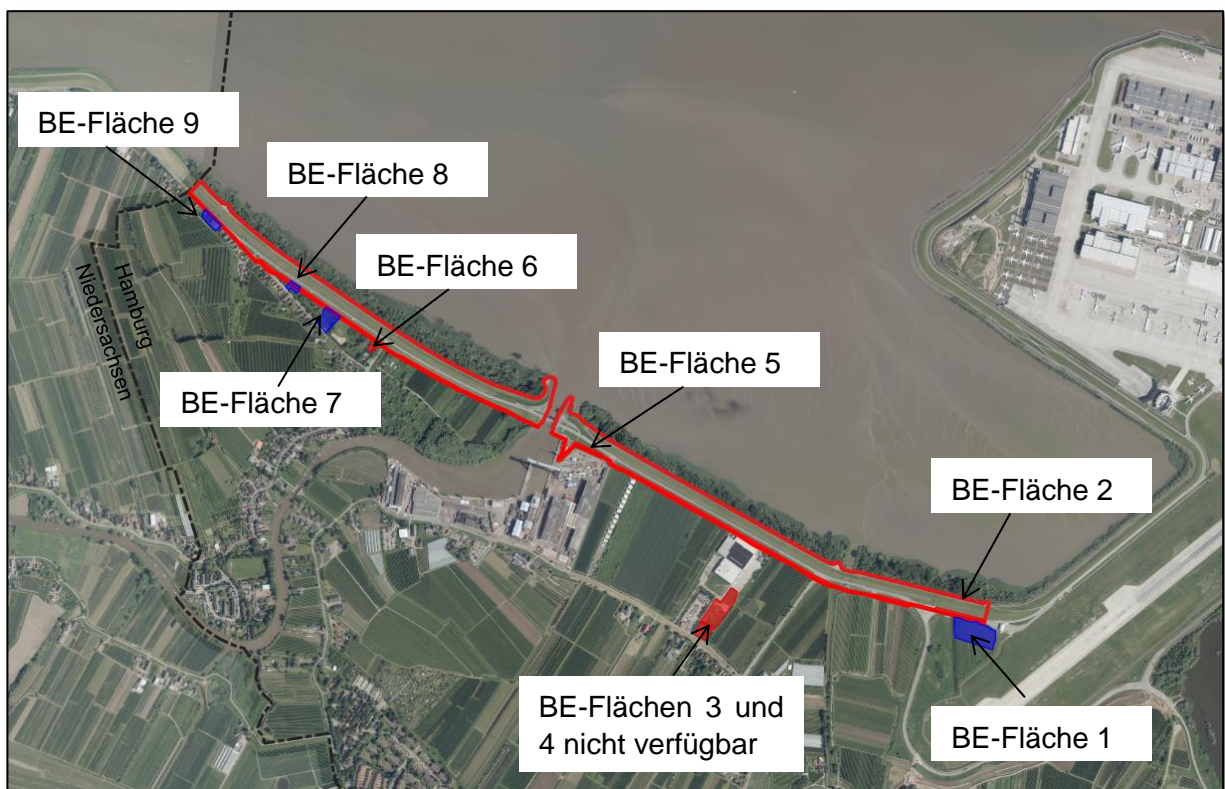 BE-Fläche 9
BE-Fläche 8
BE-Fläche 6
Hamburg
Niedersachsen
BE-Fläche 7
BE-Fläche 5
BE-Fläche 2
BE-Flächen 3 und
4 nicht verfügbar
BE-Fläche 1